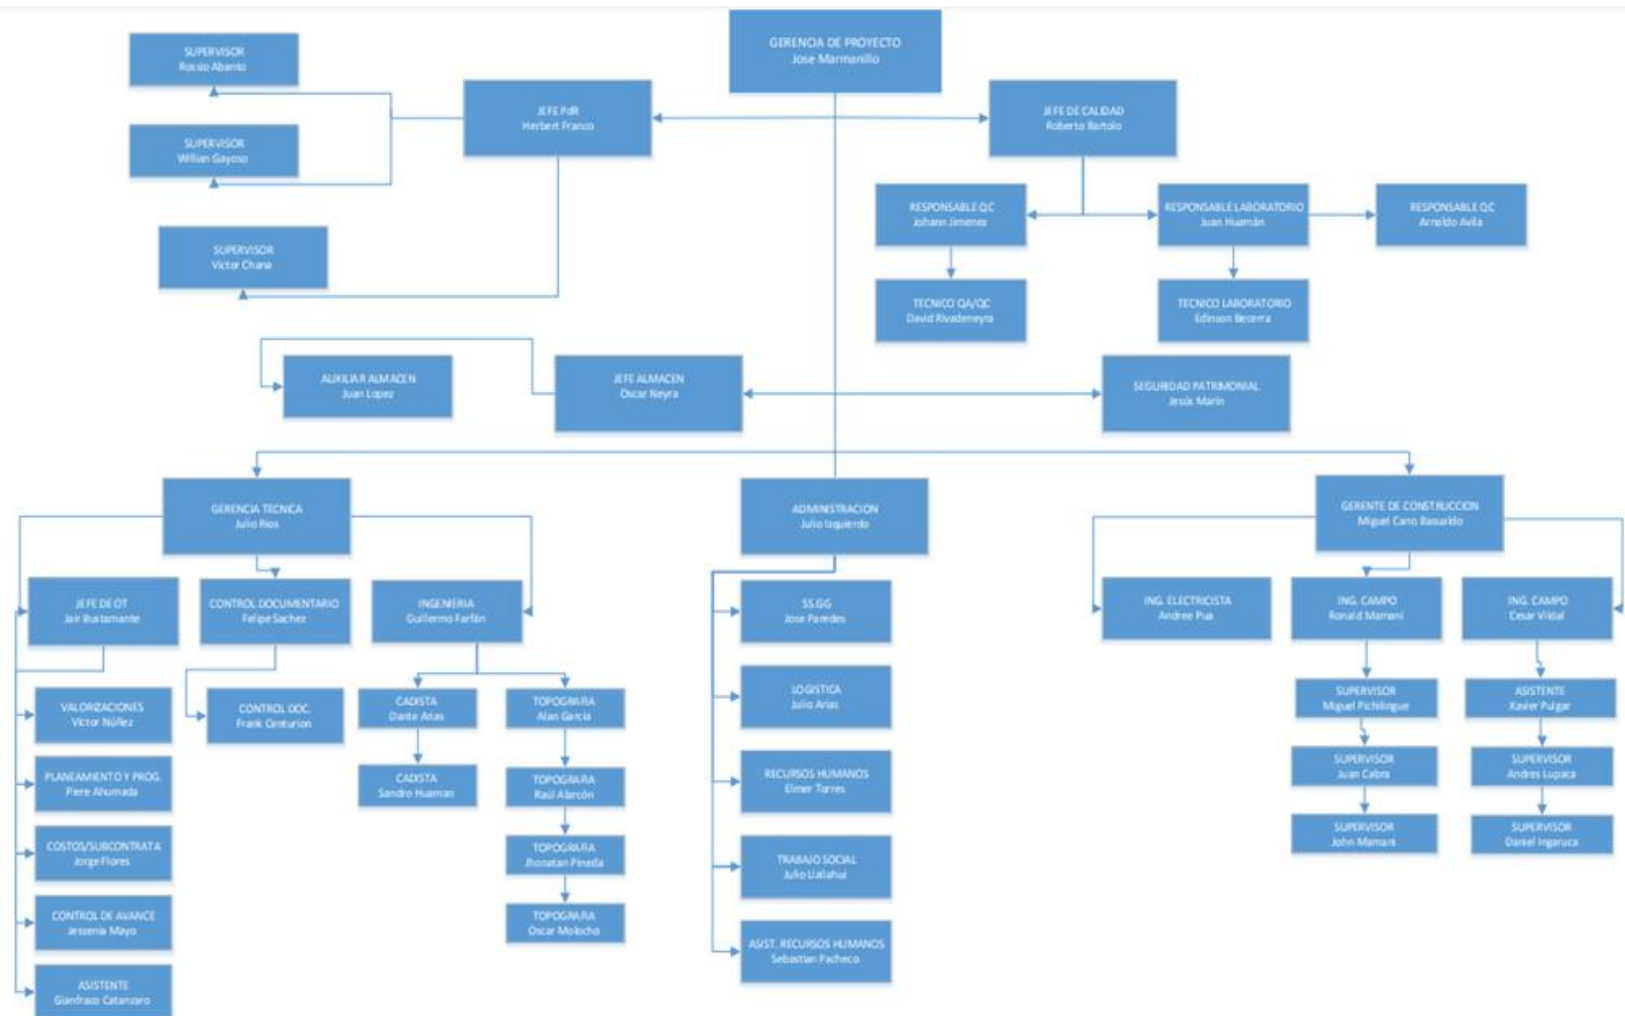 GERENCIA DE PROYECTO
Jose Marmanillo
SUPERVISOR
Rossio Abanto
JEFE PdR
Herbert Franco
JEFE DE CALIDAD
Roberto Bartolo
SUPERVISOR
Willian Gayoso
RESPONSABLE QC
Johann Jimenez
RESPONSABLE LABORATORIO
Juan Huamán
RESPONSABLE QC
Arnaldo Avila
SUPERVISOR
Victor Chana
TECNICO QA/QC
David Rivadeneyra
TECNICO LABORATORIO
Edinson Becerra
AUXILIAR ALMACEN
Juan Lopez
JEFE ALMACEN
Oscar Neyra
SEGURIDAD PATRIMONIAL
Jesús Marin
GERENCIA TECNICA
Julio Rios
ADMINISTRACION
Julio Izquierdo
GERENTE DE CONSTRUCCION
Miguel Cano Basualdo
JEFE DE OT
Jair Bustamante
CONTROL DOCUMENTARIO
Felipe Sachez
INGENIERIA
Guillermo Farfán
SS.GG
Jose Paredes
ING. ELECTRICISTA
Andree Pua
ING. CAMPO
Ronald Mamani
ING. CAMPO
Cesar Vildal
VALORIZACIONES
Víctor Núñez
CONTROL DOC.
Frank Centurion
CADISTA
Dante Arias
TOPOGRAFIA
Alan Garcia
LOGISTICA
Julio Arias
SUPERVISOR
Miguel Pichilingue
ASISTENTE
Xavier Pulgar
PLANEAMIENTO Y PROG.
Piere Ahumada
CADISTA
Sandro Huaman
TOPOGRAFIA
Raúl Alarcón
RECURSOS HUMANOS
Elmer Torres
SUPERVISOR
Juan Cabra
SUPERVISOR
Andres Lupaca
COSTOS/SUBCONTRATA
Jorge Flores
TOPOGRAFIA
Jhonatan Pineda
TRABAJO SOCIAL
Julio
SUPERVISOR
John Mamani
SUPERVISOR
Daniel Ingaruca
CONTROL DE AVANCE
Jessenia Mayo
TOPOGRAFIA
Oscar Molocho
ASIST. RECURSOS HUMANOS
Sebastian Pacheco
ASISTENTE
Gianfraco Catanzaro